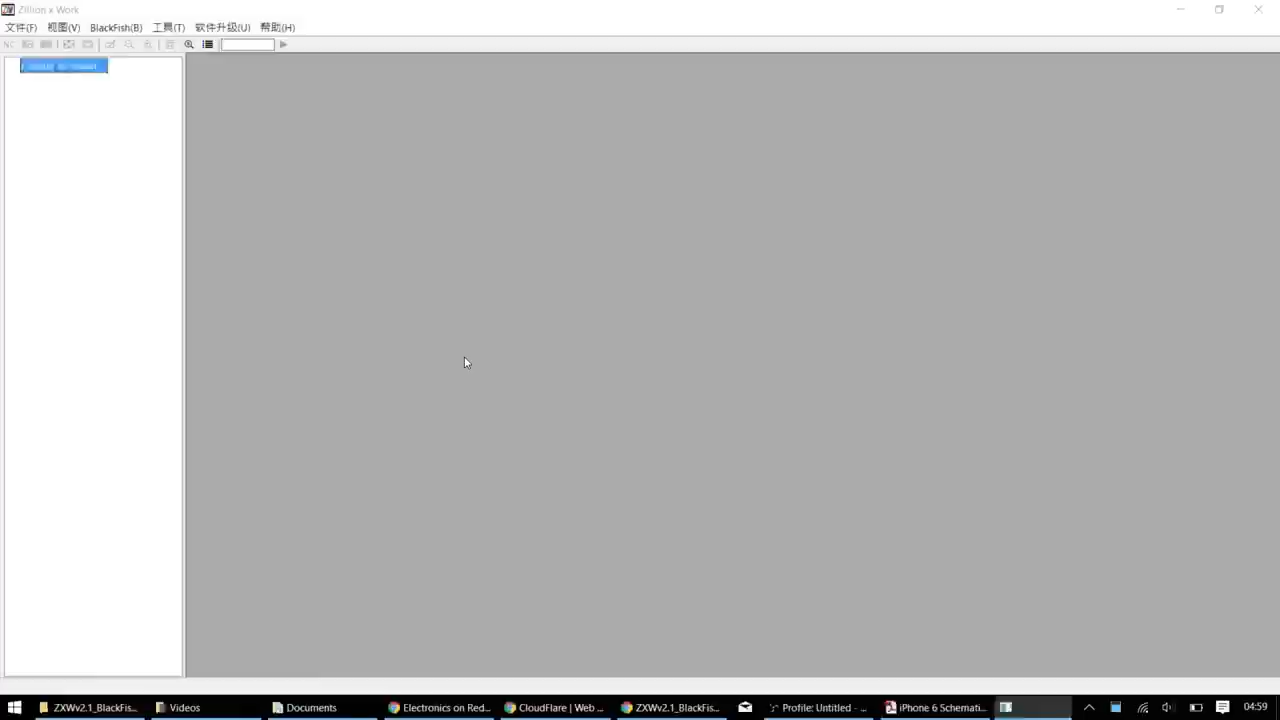 Zillion x Work
文件(F) 视图(V) BlackFish(B) 工具(T) 软件升级(U) 帮助(H)
NC
ZXWv2.1_BlackFis... Videos Documents Electronics on Red... CloudFlare | Web ... ZXWv2.1_BlackFis... Profile: Untitled - ... iPhone 6 Schemati... 04:59